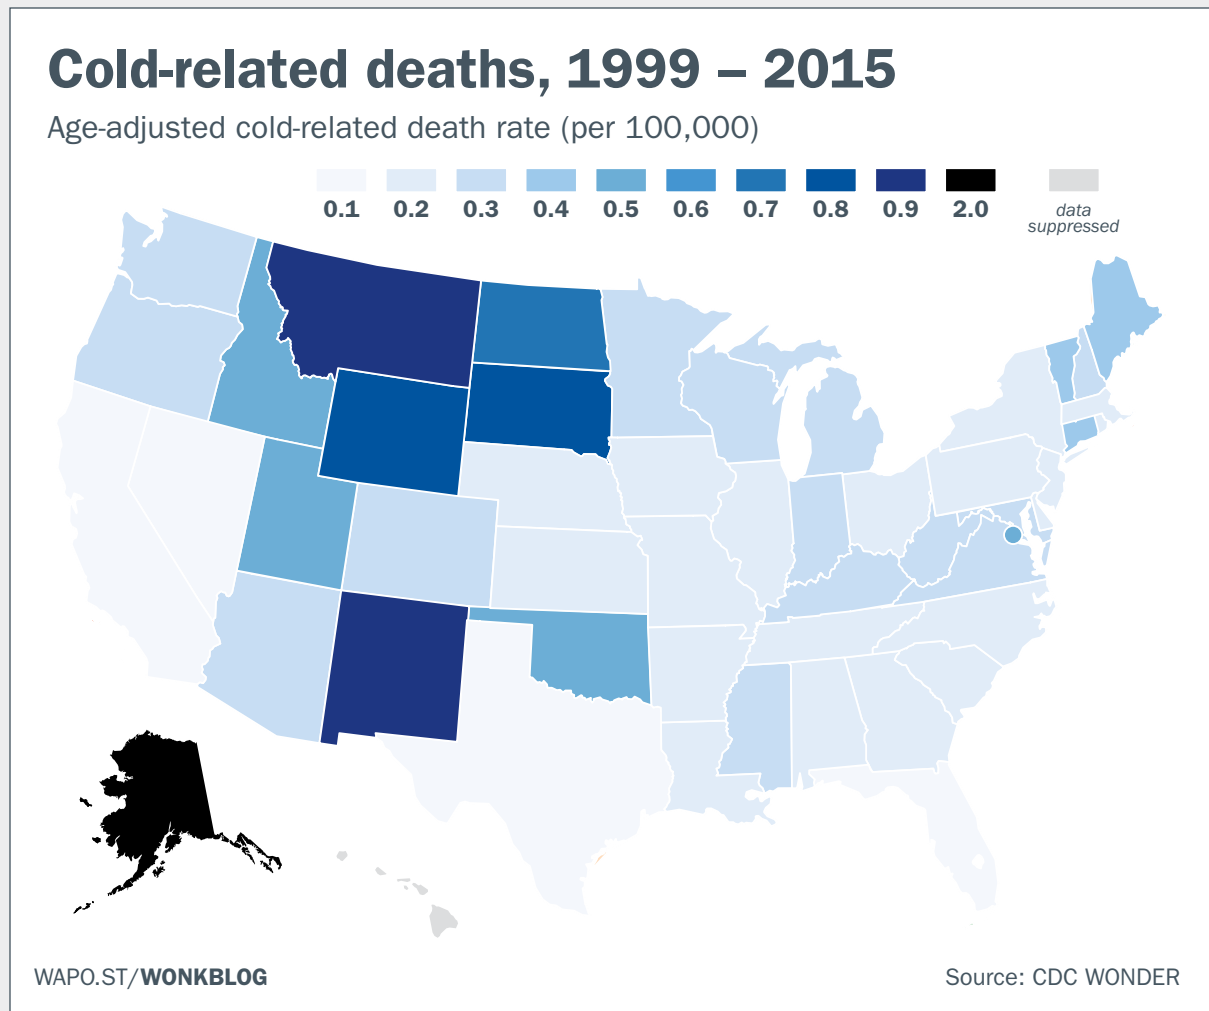 Cold-related deaths, 1999 – 2015
Age-adjusted cold-related death rate (per 100,000)
0.1 0.2 0.3 0.4 0.5 0.6 0.7 0.8 0.9 2.0 data
suppressed
WAPO.ST/WONKBLOG
Source: CDC WONDER